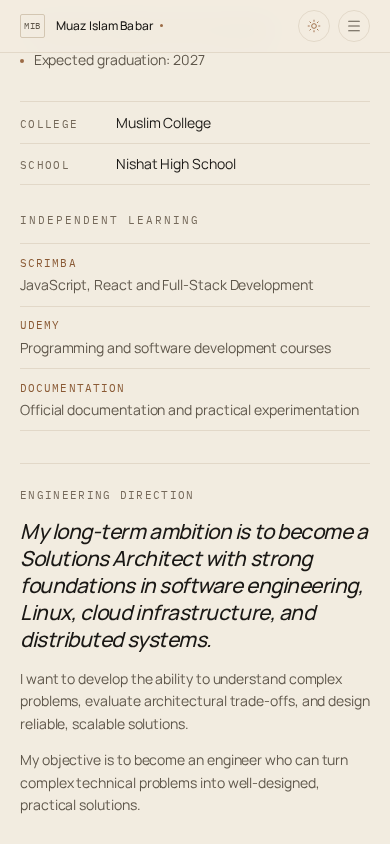 MIB
Muaz Islam Babar
Expected graduation: 2027
COLLEGE
Muslim College
SCHOOL
Nishat High School
INDEPENDENT LEARNING
SCRIMBA
JavaScript, React and Full-Stack Development
UDEMY
Programming and software development courses
DOCUMENTATION
Official documentation and practical experimentation
ENGINEERING DIRECTION
My long-term ambition is to become a
Solutions Architect with strong
foundations in software engineering,
Linux, cloud infrastructure, and
distributed systems.
I want to develop the ability to understand complex
problems, evaluate architectural trade-offs, and design
reliable, scalable solutions.
My objective is to become an engineer who can turn
complex technical problems into well-designed,
practical solutions.